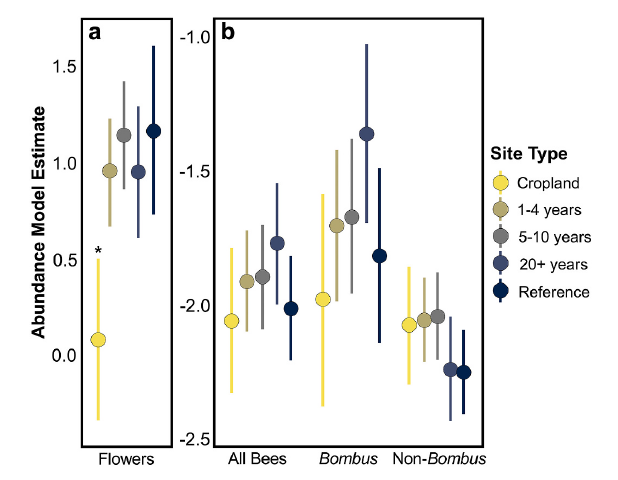 a
b
Abundance Model Estimate
1.5
1.0
0.5
0.0
*
-1.0
-1.5
-2.0
-2.5
Flowers
All Bees
Bombus
Non-Bombus
Site Type
Cropland
1-4 years
5-10 years
20+ years
Reference